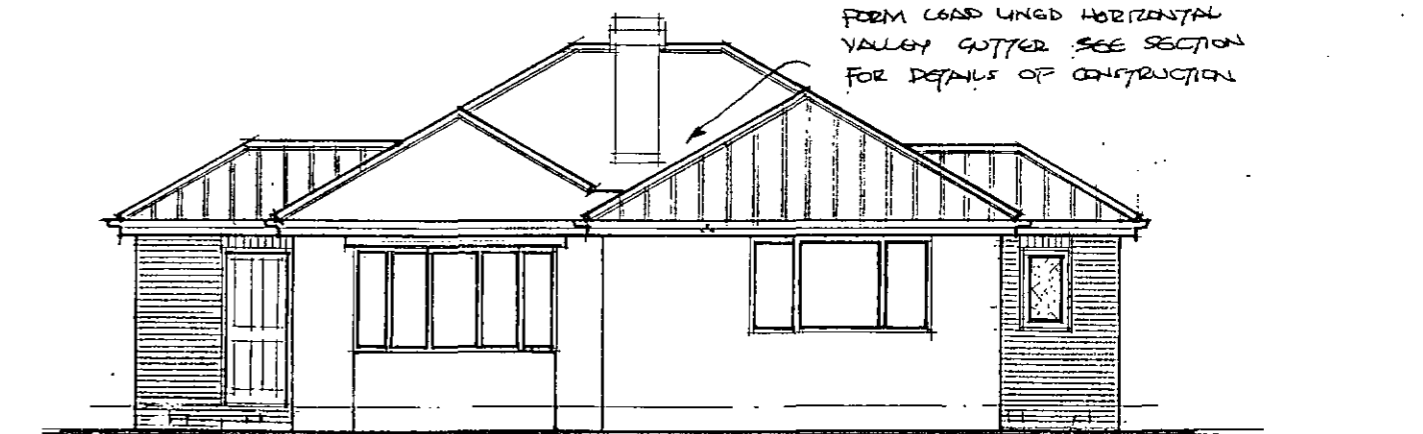 FORM LEAD LINED HORIZONTAL
VALLEY GUTTER SEE SECTION
FOR DETAILS OF CONSTRUCTION